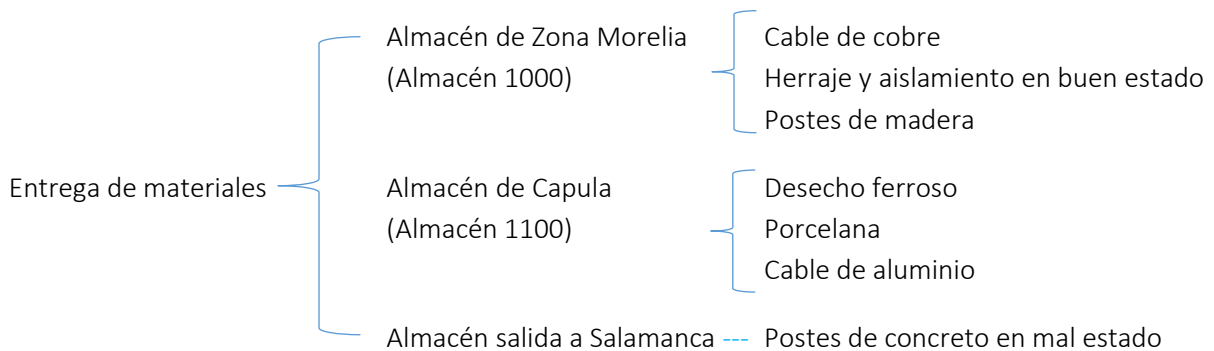 Almacén de Zona Morelia
(Almacén 1000)
Cable de cobre
Herraje y aislamiento en buen estado
Postes de madera
Entrega de materiales
Almacén de Capula
(Almacén 1100)
Desecho ferroso
Porcelana
Cable de aluminio
Almacén salida a Salamanca --- Postes de concreto en mal estado